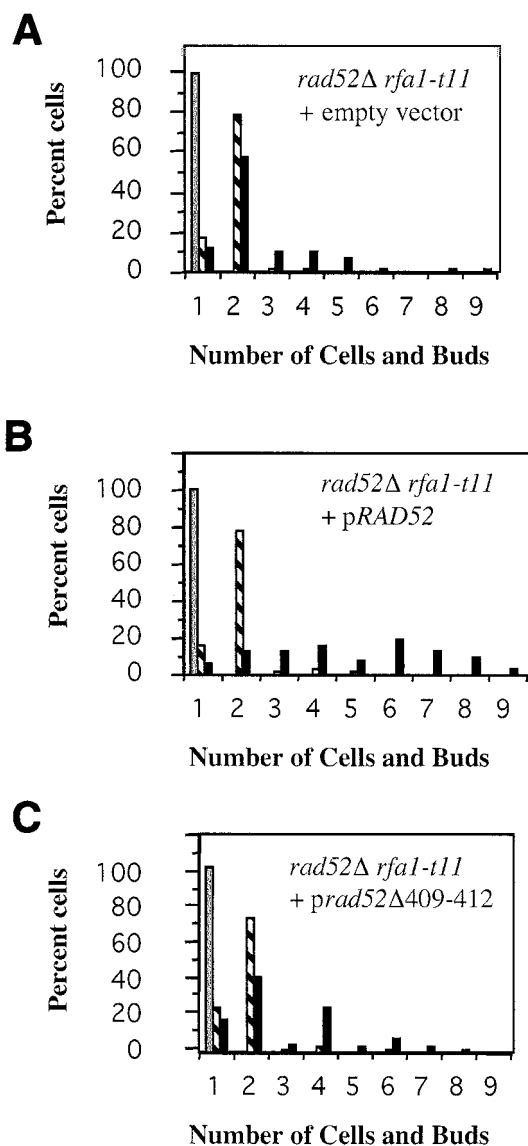 A
Percent cells
100
80
60
40
20
0
rad52Δ rfa1-t11
+ empty vector
1 2 3 4 5 6 7 8 9
Number of Cells and Buds
B
Percent cells
100
80
60
40
20
0
rad52Δ rfa1-t11
+ pRAD52
1 2 3 4 5 6 7 8 9
Number of Cells and Buds
C
Percent cells
100
80
60
40
20
0
rad52Δ rfa1-t11
+ prad52Δ409-412
1 2 3 4 5 6 7 8 9
Number of Cells and Buds